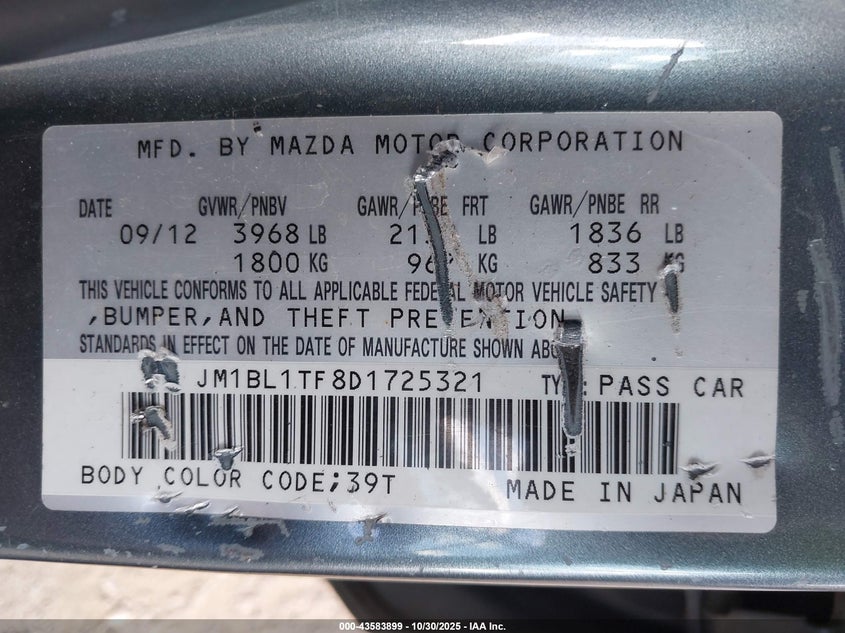 MFD. BY MAZDA MOTOR CORPORATION
DATE GVWR/PNBV GAWR/PNBE FRT GAWR/PNBE RR
09/12 3968 LB LB 1836 LB
1800 KG KG 833 KG
THIS VEHICLE CONFORMS TO ALL APPLICABLE FEDERAL MOTOR VEHICLE SAFETY
,BUMPER,AND THEFT PREVENTION
STANDARDS IN EFFECT ON THE DATE OF MANUFACTURE SHOWN
JM1BL1TF8D1725321 TYPE: PASS CAR
BODY COLOR CODE;39T MADE IN JAPAN
000-43583899 | 10/30/2025 - IAA Inc.